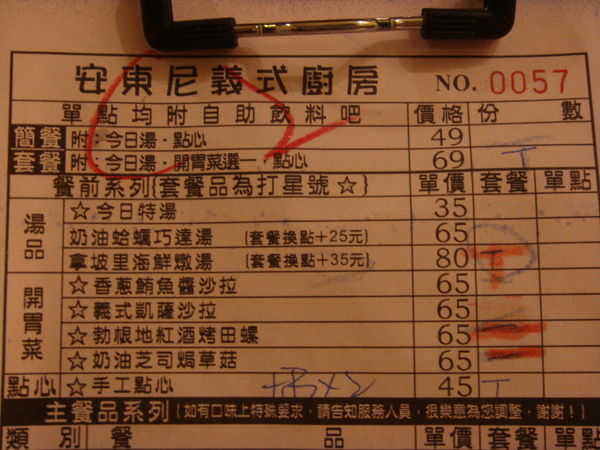 安東尼義式廚房 NO. 0057
單點均附自助飲料吧 價格 份數
簡餐 附：今日湯·點心 49
套餐 附：今日湯·開胃菜選一·點心 69 T
餐前系列{套餐品為打星號☆} 單價 套餐 單點
湯品 ☆今日特湯 35
奶油蛤蠣巧達湯 {套餐換點+25元} 65
拿坡里海鮮燉湯 {套餐換點+35元} 80 T
開胃菜 ☆香蔥鮪魚醬沙拉 65
☆義式凱薩沙拉 65
☆勃根地紅酒烤田螺 65
☆奶油芝司焗草菇 65
點心 ☆手工點心 45 T
主餐品系列{如有口味上特殊要求，請告知服務人員，很樂意為您調整，謝謝！}
類別 餐品 單價 套餐 單點